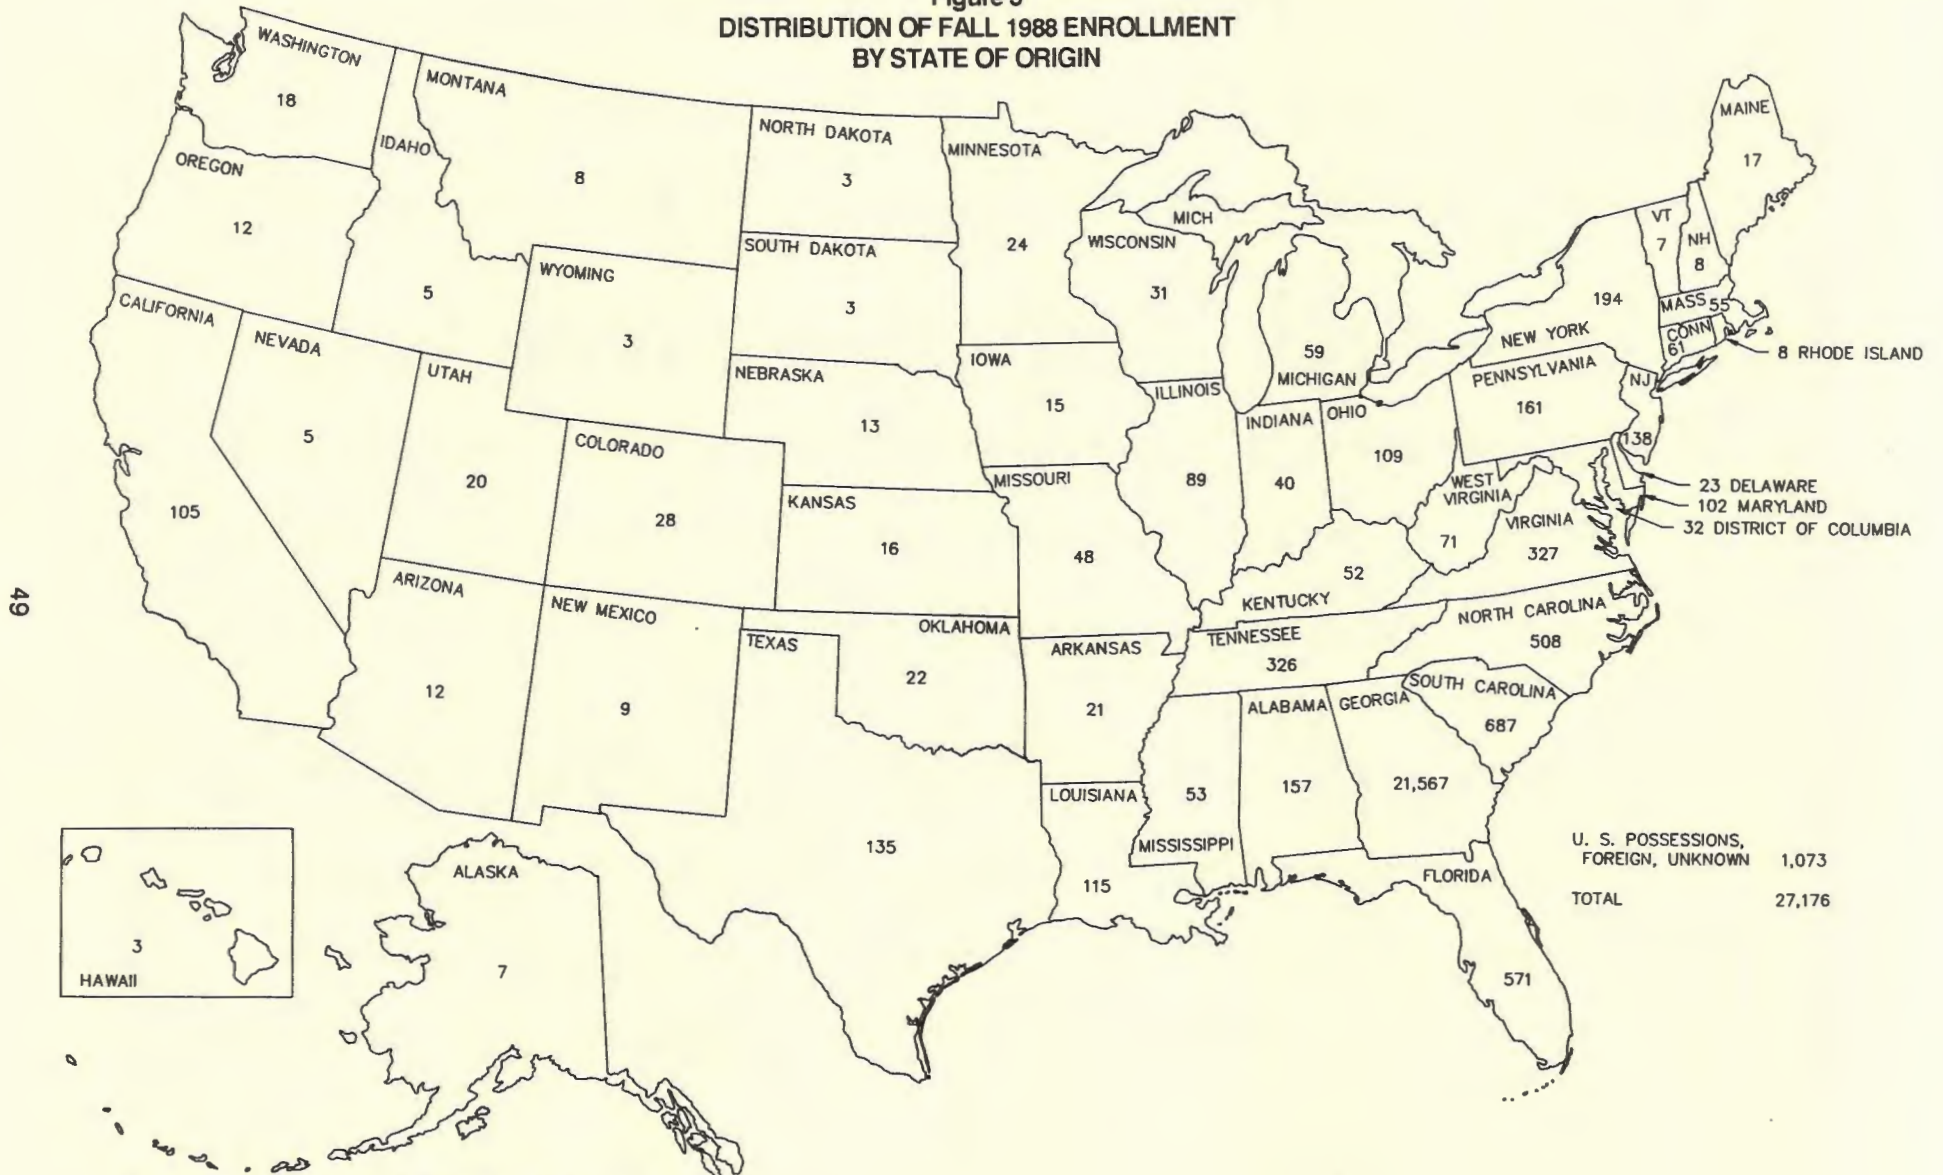 Figure 3
DISTRIBUTION OF FALL 1988 ENROLLMENT
BY STATE OF ORIGIN
WASHINGTON
18
MONTANA
8
IDAHO
5
OREGON
12
NORTH DAKOTA
3
MINNESOTA
24
MAINE
17
SOUTH DAKOTA
3
WYOMING
3
MICH
WISCONSIN
31
VT
7
NH
8
CALIFORNIA
105
NEVADA
5
UTAH
20
NEBRASKA
13
IOWA
15
59
MICHIGAN
194
NEW YORK
MASS 55
CONN
61
8 RHODE ISLAND
PENNSYLVANIA
161
NJ
138
ILLINOIS
89
INDIANA
40
OHIO
109
COLORADO
28
KANSAS
16
MISSOURI
48
WEST
VIRGINIA
71
VIRGINIA
327
23 DELAWARE
102 MARYLAND
32 DISTRICT OF COLUMBIA
52
KENTUCKY
49
ARIZONA
12
NEW MEXICO
9
TEXAS
135
OKLAHOMA
22
ARKANSAS
21
TENNESSEE
326
NORTH CAROLINA
508
SOUTH CAROLINA
687
ALABAMA
157
GEORGIA
21,567
LOUISIANA
115
53
MISSISSIPPI
FLORIDA
571
U. S. POSSESSIONS,
FOREIGN, UNKNOWN 1,073
TOTAL 27,176
ALASKA
7
3
HAWAII